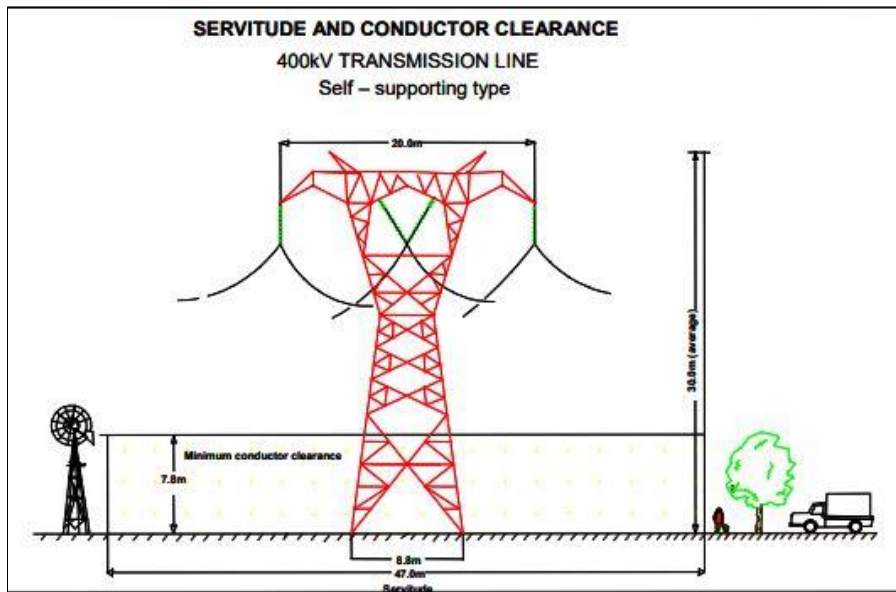 SERVITUDE AND CONDUCTOR CLEARANCE
400kV TRANSMISSION LINE
Self – supporting type
20.0m
30.0m (average)
Minimum conductor clearance
7.8m
8.8m
47.0m
Servitude